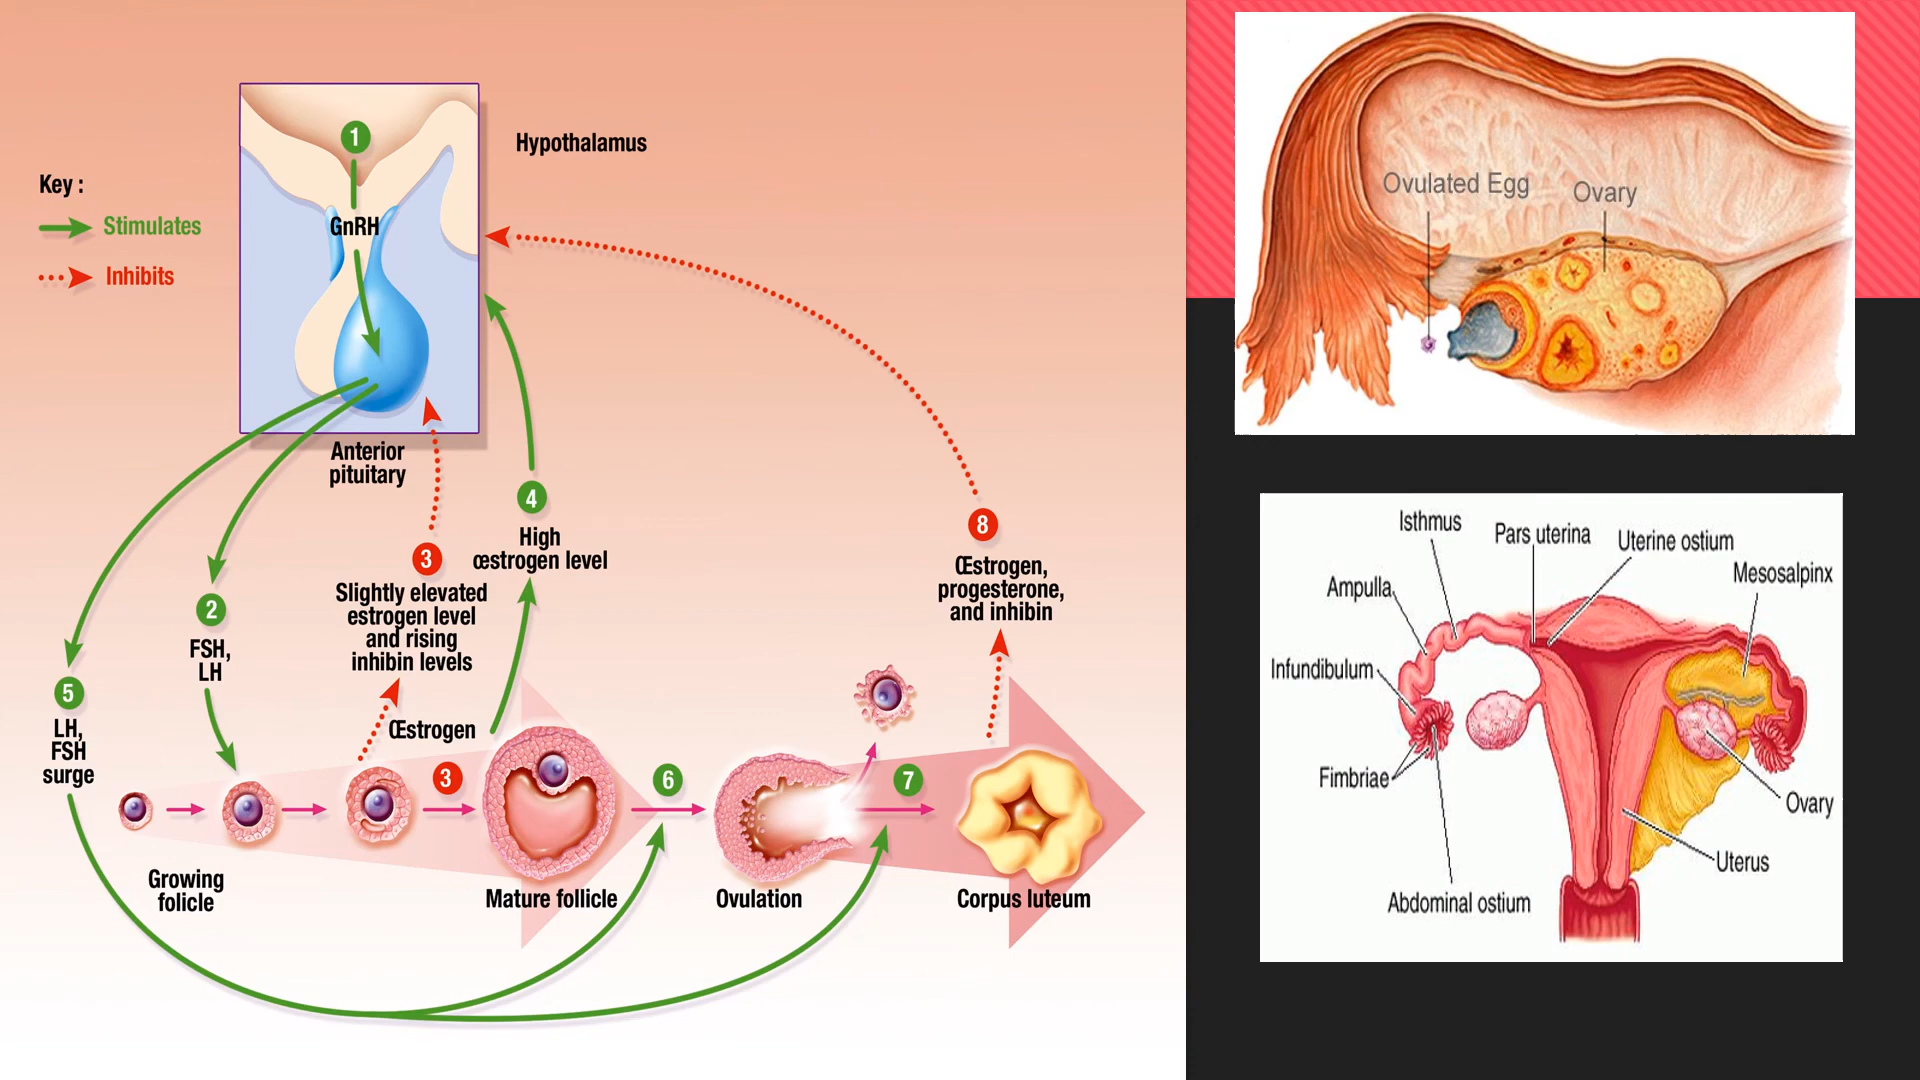 Key :
Stimulates
Inhibits
1
GnRH
Hypothalamus
Anterior
pituitary
2
FSH,
LH
3
Slightly elevated
estrogen level
and rising
inhibin levels
4
High
œstrogen level
5
LH,
FSH
surge
Œstrogen
3
6
7
8
Œstrogen,
progesterone,
and inhibin
Growing
follicle
Mature follicle
Ovulation
Corpus luteum
Ovulated Egg
Ovary
Isthmus
Pars uterina
Uterine ostium
Mesosalpinx
Ampulla
Infundibulum
Fimbriae
Abdominal ostium
Ovary
Uterus